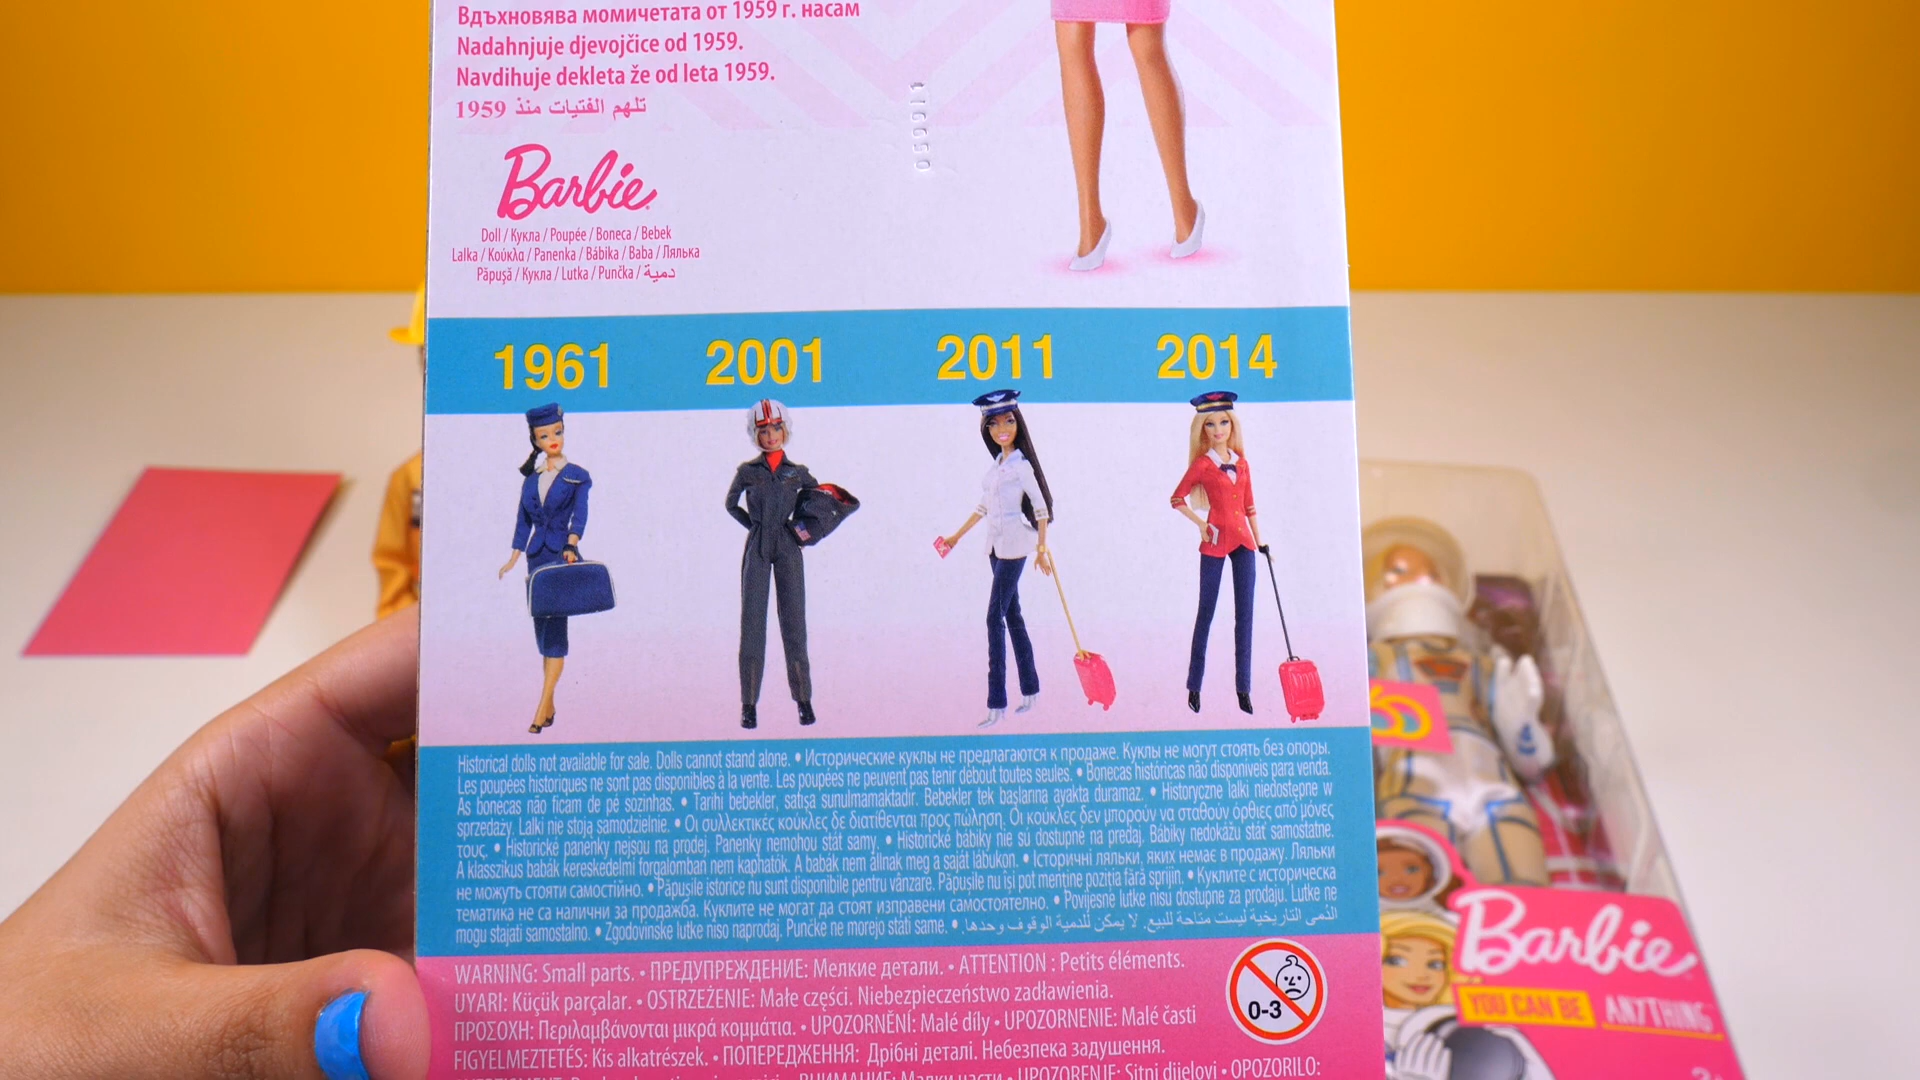 Вдъхновява момичетата от 1959 г. насам
Nadahnjuje djevojčice od 1959.
Navdihuje dekleta že od leta 1959.
تلهم الفتيات منذ 1959
Barbie
Doll / Кукла / Poupée / Boneca / Bebek
Lalka / Κούκλα / Panenka / Bábika / Baba / Лялька
Păpuşă / Кукла / Lutka / Punčka / دمية
1961 2001 2011 2014
Historical dolls not available for sale. Dolls cannot stand alone. • Исторические куклы не предлагаются к продаже. Куклы не могут стоять без опоры.
Les poupées historiques ne sont pas disponibles à la vente. Les poupées ne peuvent pas tenir debout toutes seules. • Bonecas históricas não disponíveis para venda.
As bonecas não ficam de pé sozinhas. • Tarihi bebekler, satışa sunulmamaktadır. Bebekler tek başlarına ayakta duramaz. • Historyczne lalki niedostępne w
sprzedaży. Lalki nie stoją samodzielnie. • Οι συλλεκτικές κούκλες δε διατίθενται προς πώληση. Οι κούκλες δεν μπορούν να σταθούν όρθιες από μόνες
τους. • Historické panenky nejsou na prodej. Panenky nemohou stát samy. • Historické bábiky nie sú dostupné na predaj. Bábiky nedokážu stáť samostatne.
A klasszikus babák kereskedelmi forgalomban nem kaphatók. A babák nem állnak meg a saját lábukon. • Історичні ляльки, яких немає в продажу. Ляльки
не можуть стояти самостійно. • Păpuşile istorice nu sunt disponibile pentru vânzare. Păpuşile nu îşi pot menţine poziţia fără sprijin. • Куклите с историческа
тематика не са налични за продажба. Куклите не могат да стоят изправени самостоятелно. • Povijesne lutke nisu dostupne za prodaju. Lutke ne
mogu stajati samostalno. • Zgodovinske lutke niso naprodaj. Punčke ne morejo stati same. • الدُمى التاريخية ليست متاحة للبيع. لا يمكن للدمية الوقوف وحدها.
WARNING: Small parts. • ПРЕДУПРЕЖДЕНИЕ: Мелкие детали. • ATTENTION : Petits éléments.
UYARI: Küçük parçalar. • OSTRZEŻENIE: Małe części. Niebezpieczeństwo zadławienia.
ΠΡΟΣΟΧΗ: Περιλαμβάνονται μικρά κομμάτια. • UPOZORNĚNÍ: Malé díly • UPOZORNENIE: Malé časti
FIGYELMEZTETÉS: Kis alkatrészek. • ПОПЕРЕДЖЕННЯ: Дрібні деталі. Небезпека задушення.
ВНИМАНИЕ: Малки части • UPOZORENJE: Sitni dijelovi • OPOZORILO:
0-3
Barbie
YOU CAN BE ANYTHING